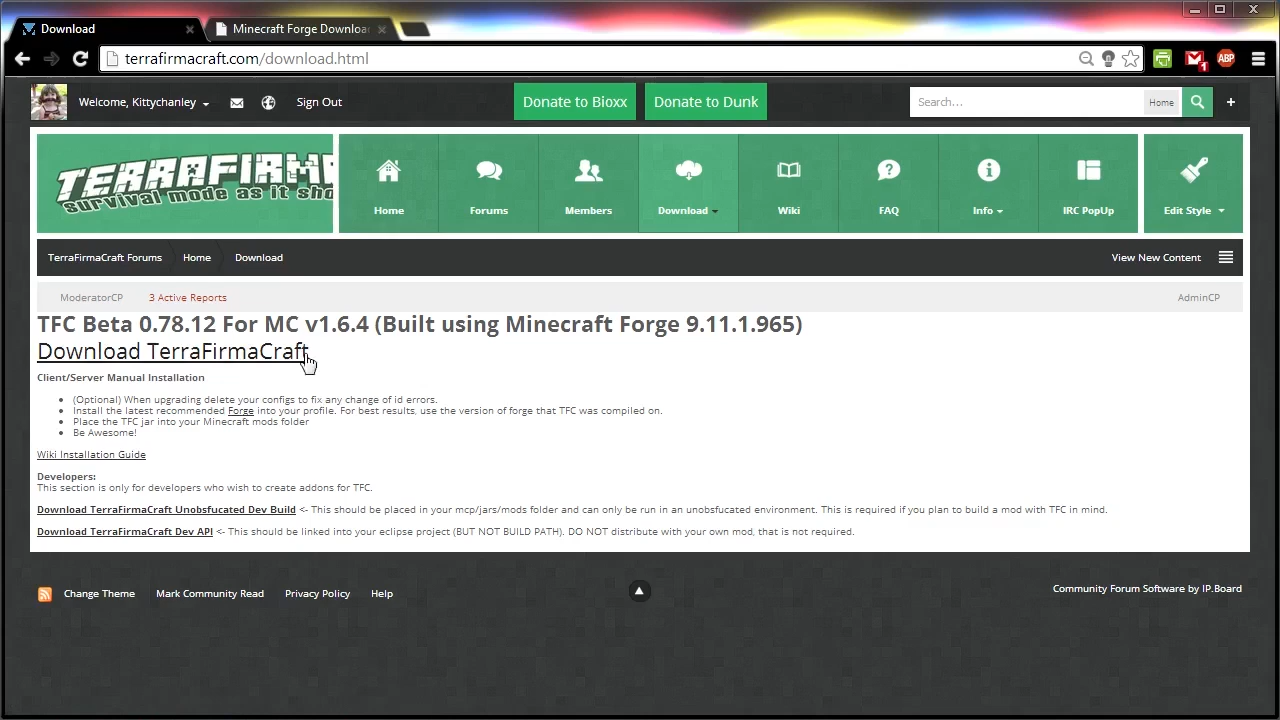 Download
Minecraft Forge Downloa
terrafirmacraft.com/download.html
1
ABP
Welcome, Kittychanley
Sign Out
Donate to Bioxx
Donate to Dunk
Search...
Home
TERRAFIRM
survival mode as it sho
Home
Forums
Members
Download
Wiki
FAQ
Info
IRC PopUp
Edit Style
TerraFirmaCraft Forums
Home
Download
View New Content
ModeratorCP
3 Active Reports
AdminCP
TFC Beta 0.78.12 For MC v1.6.4 (Built using Minecraft Forge 9.11.1.965)
Download TerraFirmaCraft
Client/Server Manual Installation
(Optional) When upgrading delete your configs to fix any change of id errors.
Install the latest recommended Forge into your profile. For best results, use the version of forge that TFC was compiled on.
Place the TFC jar into your Minecraft mods folder
Be Awesome!
Wiki Installation Guide
Developers:
This section is only for developers who wish to create addons for TFC.
Download TerraFirmaCraft Unobsfucated Dev Build <- This should be placed in your mcp/jars/mods folder and can only be run in an unobsfucated environment. This is required if you plan to build a mod with TFC in mind.
Download TerraFirmaCraft Dev API <- This should be linked into your eclipse project (BUT NOT BUILD PATH). DO NOT distribute with your own mod, that is not required.
Change Theme
Mark Community Read
Privacy Policy
Help
Community Forum Software by IP.Board